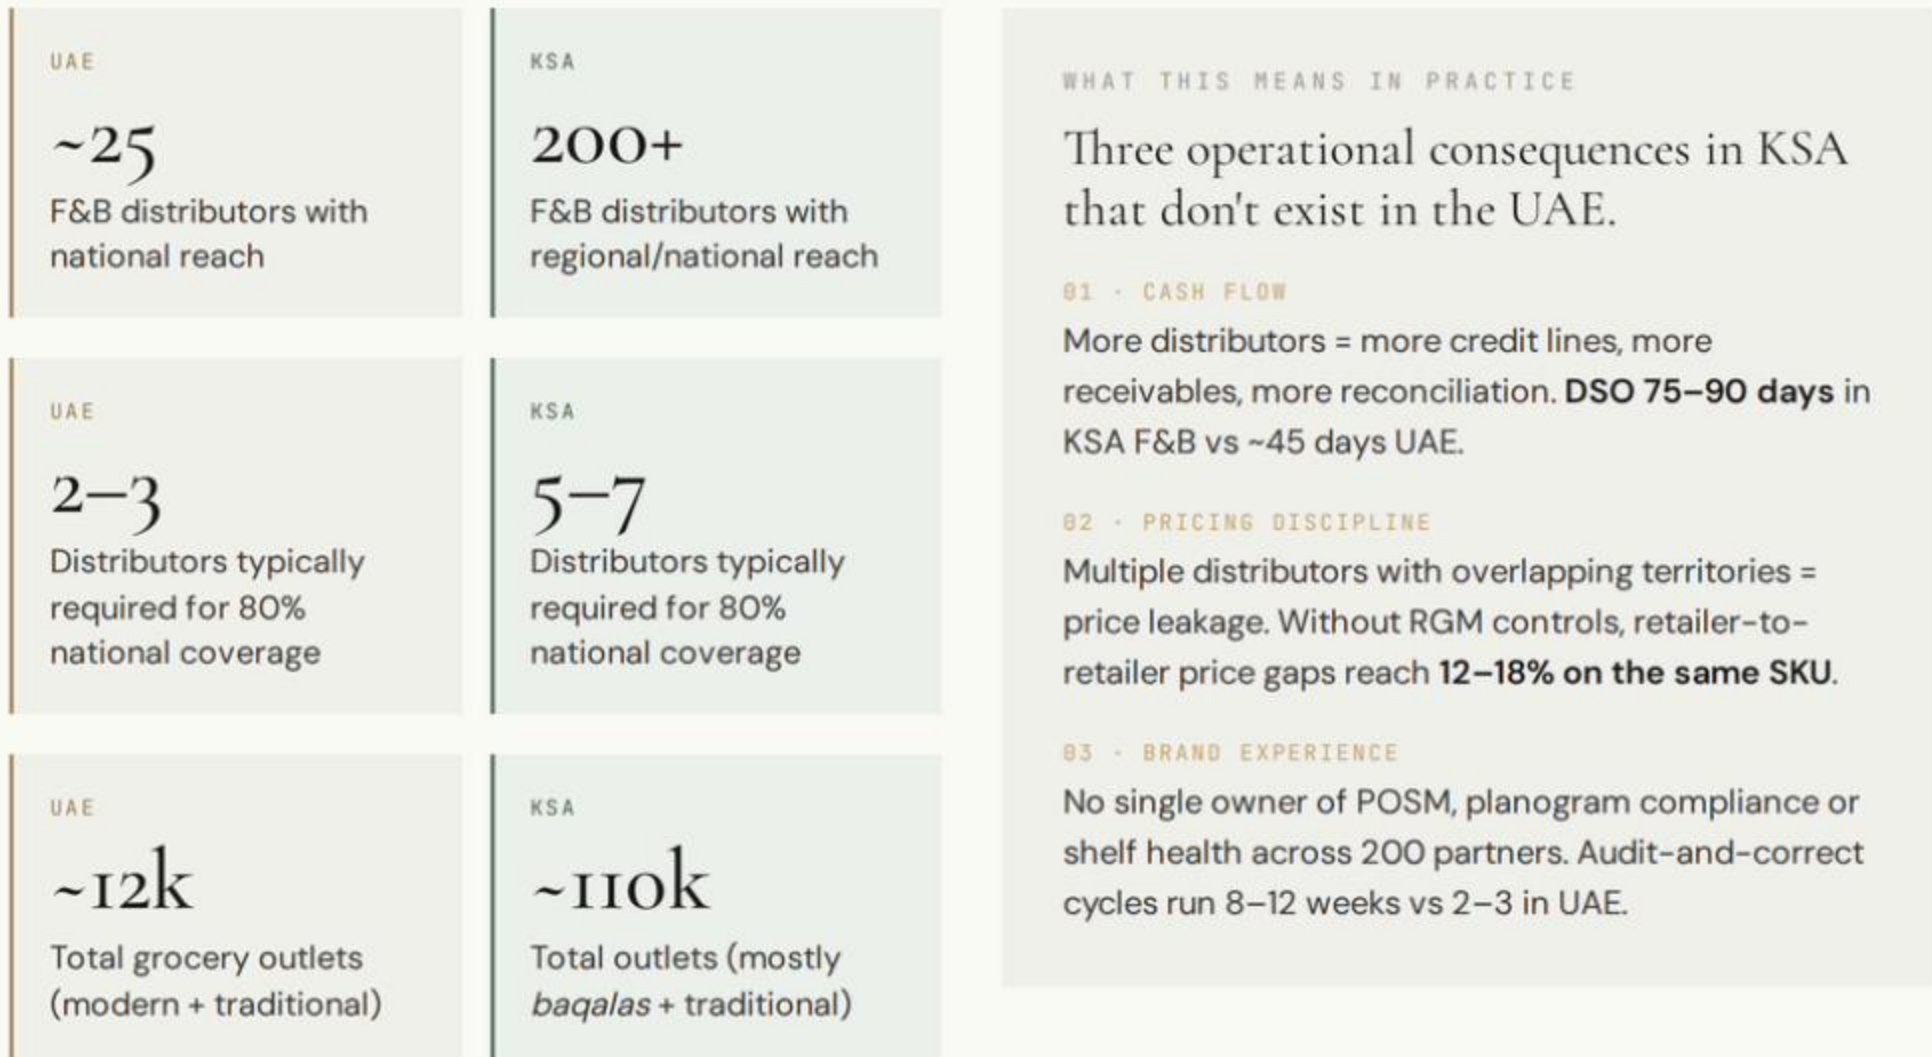 UAE
~25
F&B distributors with
national reach
KSA
200+
F&B distributors with
regional/national reach
UAE
2–3
Distributors typically
required for 80%
national coverage
KSA
5–7
Distributors typically
required for 80%
national coverage
UAE
~12k
Total grocery outlets
(modern + traditional)
KSA
~110k
Total outlets (mostly
baqalas + traditional)
WHAT THIS MEANS IN PRACTICE
Three operational consequences in KSA
that don't exist in the UAE.
01 · CASH FLOW
More distributors = more credit lines, more
receivables, more reconciliation. DSO 75–90 days in
KSA F&B vs ~45 days UAE.
02 · PRICING DISCIPLINE
Multiple distributors with overlapping territories =
price leakage. Without RGM controls, retailer-to-
retailer price gaps reach 12–18% on the same SKU.
03 · BRAND EXPERIENCE
No single owner of POSM, planogram compliance or
shelf health across 200 partners. Audit-and-correct
cycles run 8–12 weeks vs 2–3 in UAE.